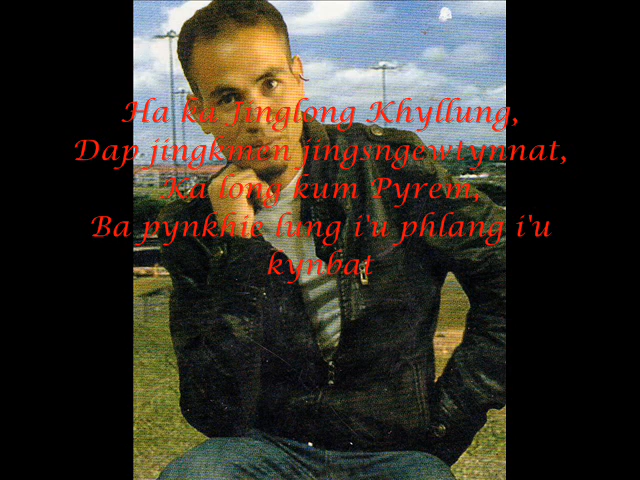 Ha ka Jinglong Khyllung,
Dap jingkmen jingsngewtynnat,
Ka long kum Pyrem,
Ba pynkhie lung i'u phlang i'u
kynbat